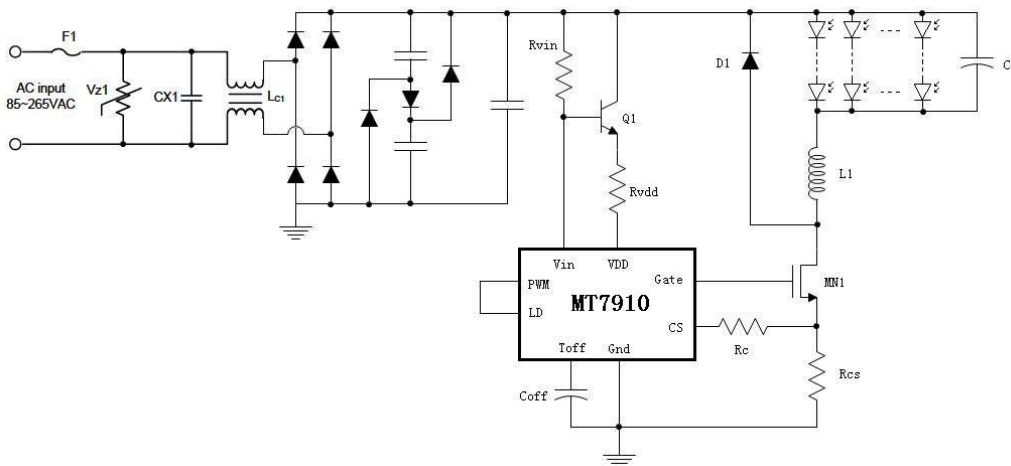 F1
AC input
85~265VAC
Vz1
CX1
LC1
Rvin
Q1
Rvdd
D1
C
L1
Vin
VDD
PWM
LD
Gate
MT7910
CS
Toff
Gnd
MN1
Rc
Rcs
Coff